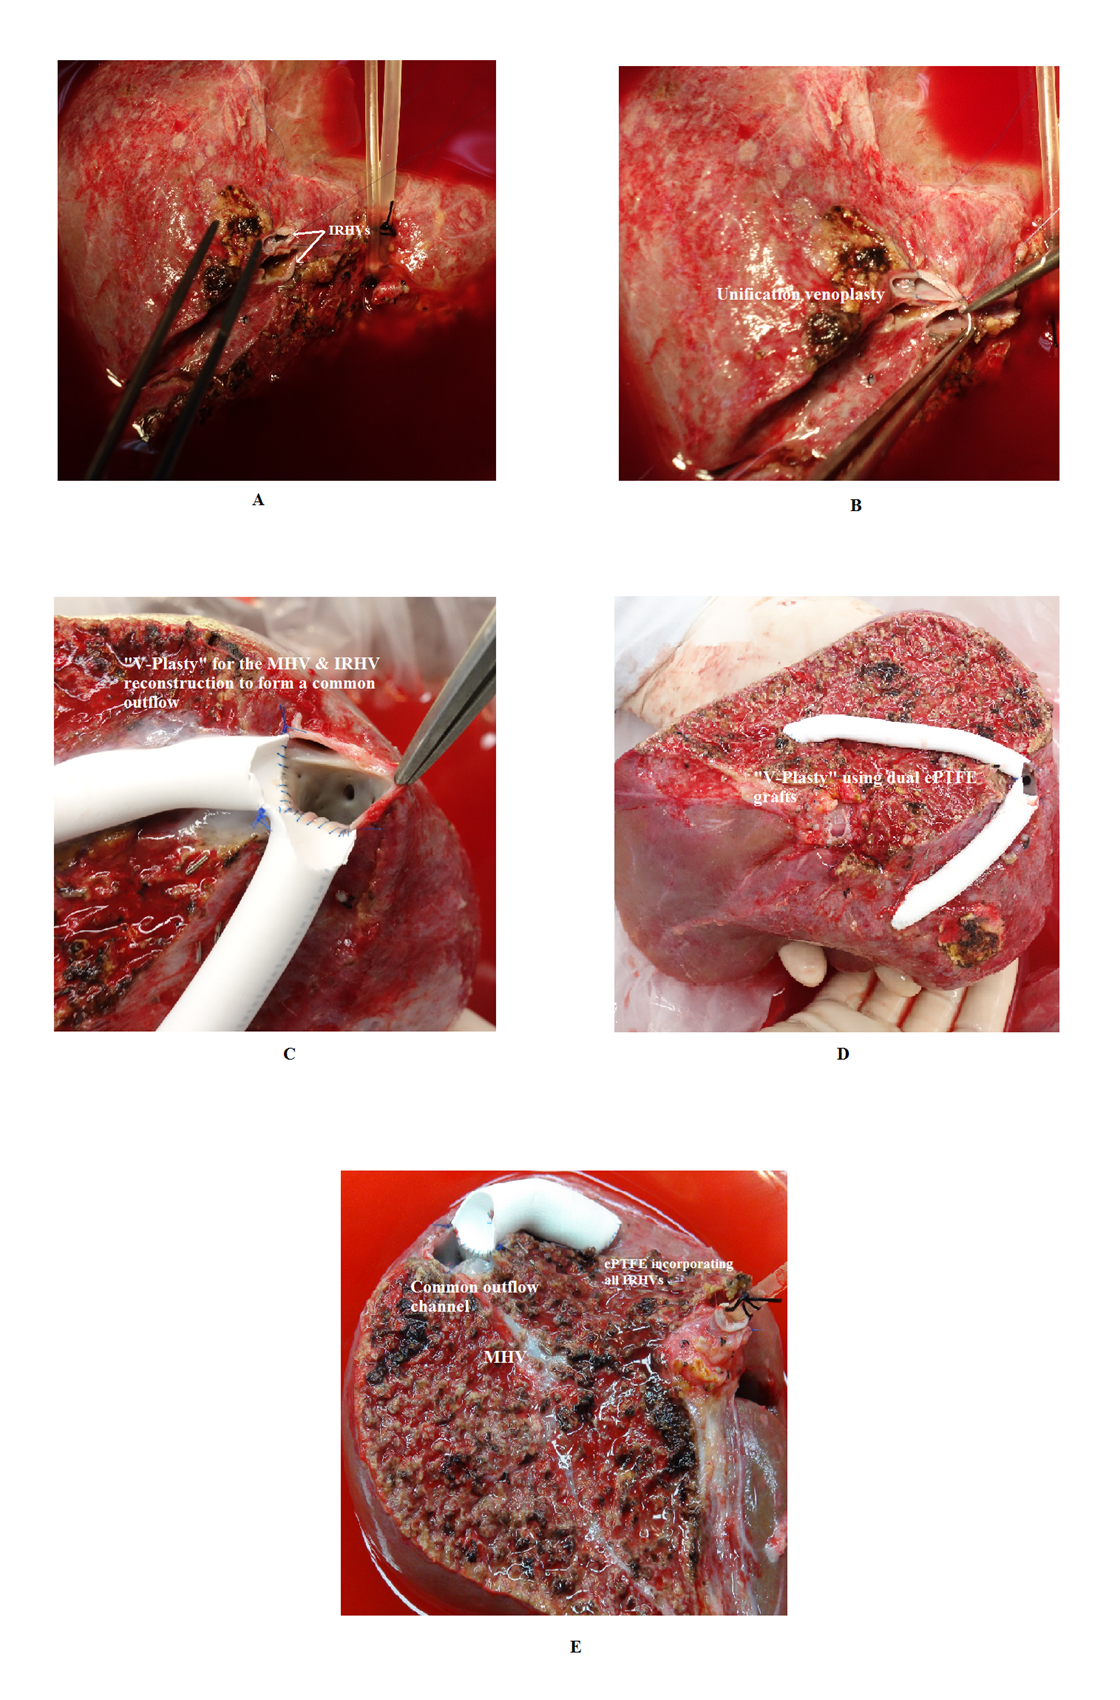 IRHVs
A
Unification venoplasty
B
"V-Plasty" for the MHV & IRHV
reconstruction to form a common
outflow
C
"V-Plasty" using dual ePTFE
grafts
D
ePTFE incorporating
all IRHVs
Common outflow
channel
MHV
E